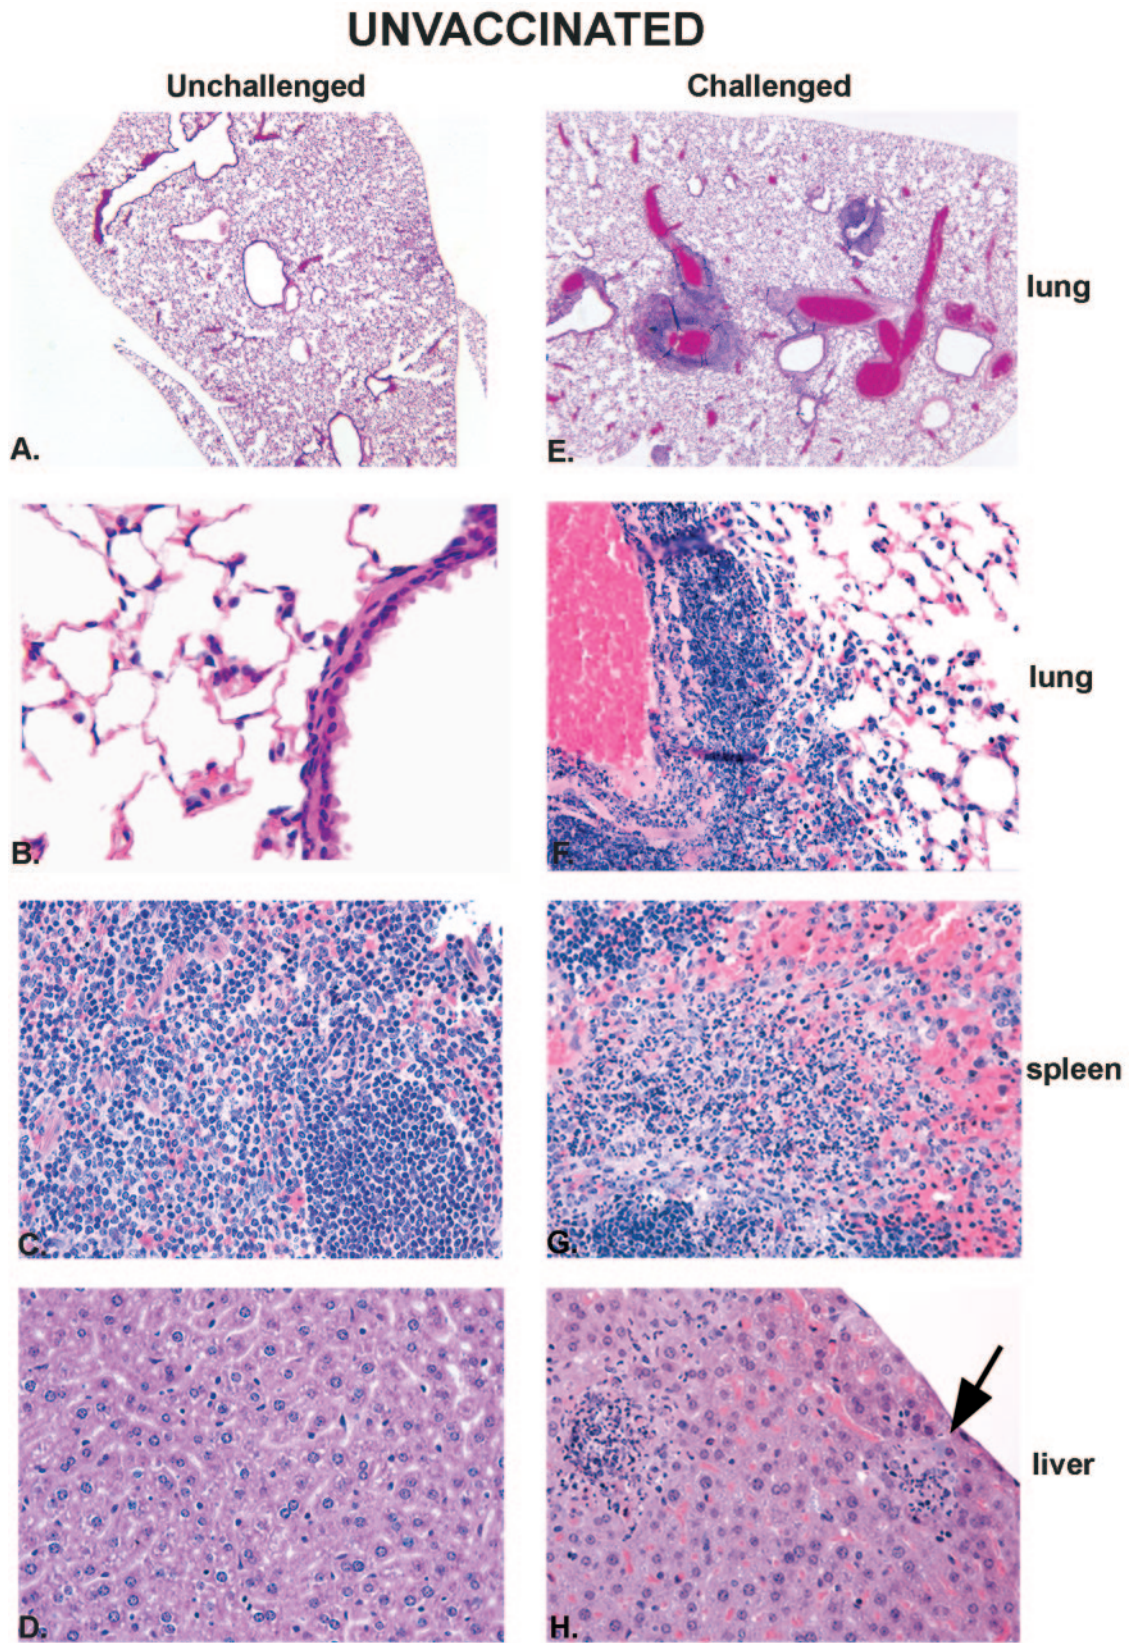 UNVACCINATED
Unchallenged Challenged
A. E. lung
B. F. lung
C. G. spleen
D. H. liver